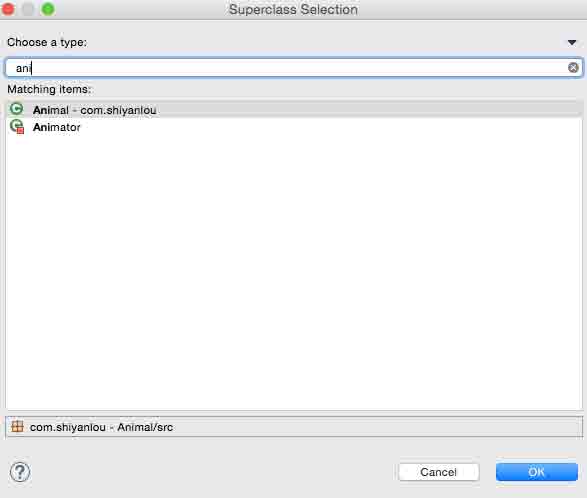 Superclass Selection
Choose a type:
ani
Matching items:
Animal - com.shiyanlou
Animator
com.shiyanlou - Animal/src
?
Cancel
OK